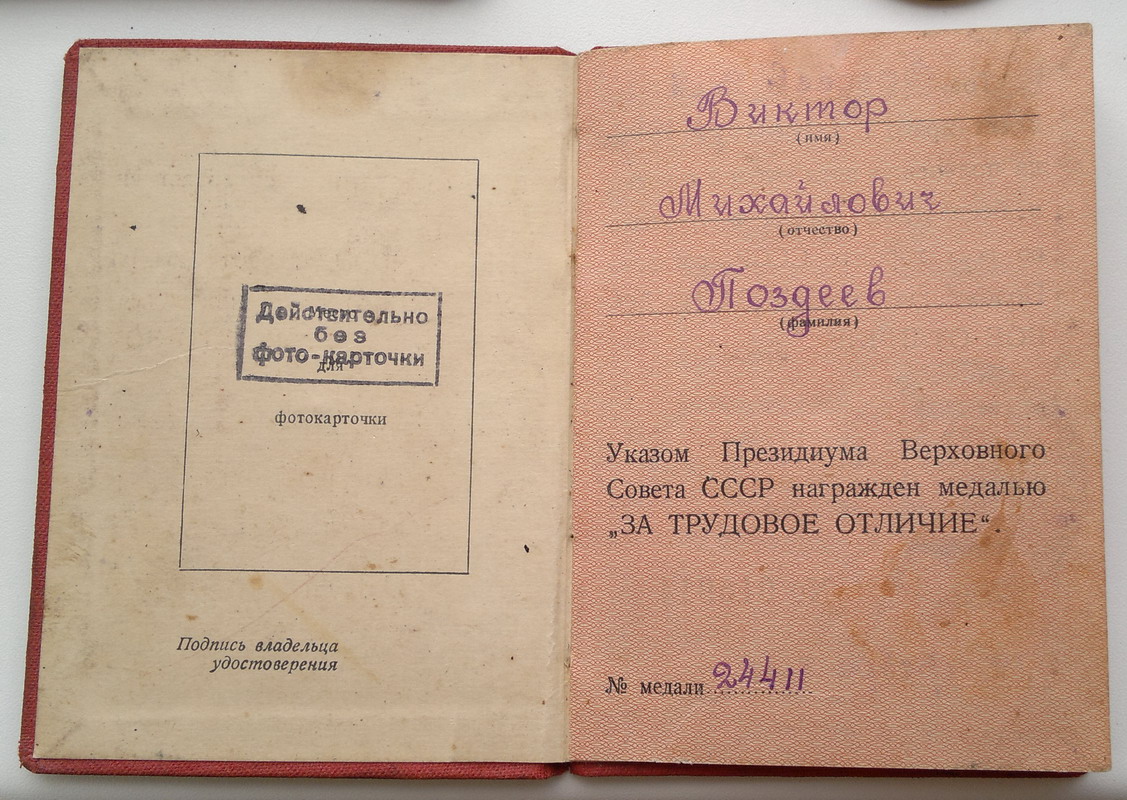 Место
Действительно
без
фото-карточки
для
фотокарточки
Подпись владельца
удостоверения
Виктор
(имя)
Михайлович
(отчество)
Поздеев
(фамилия)
Указом Президиума Верховного
Совета СССР награжден медалью
„ЗА ТРУДОВОЕ ОТЛИЧИЕ“.
№ медали 24411